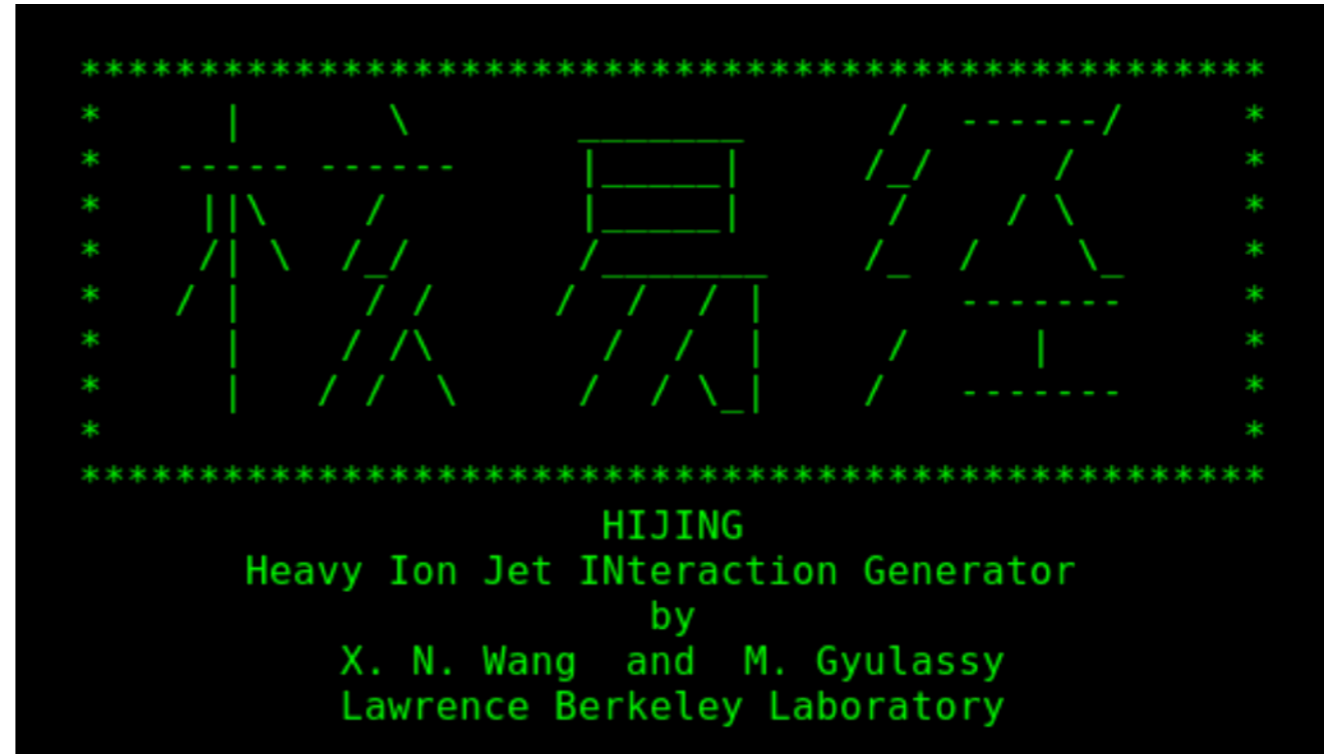 核易经
HIJING
Heavy Ion Jet INteraction Generator
by
X. N. Wang and M. Gyulassy
Lawrence Berkeley Laboratory